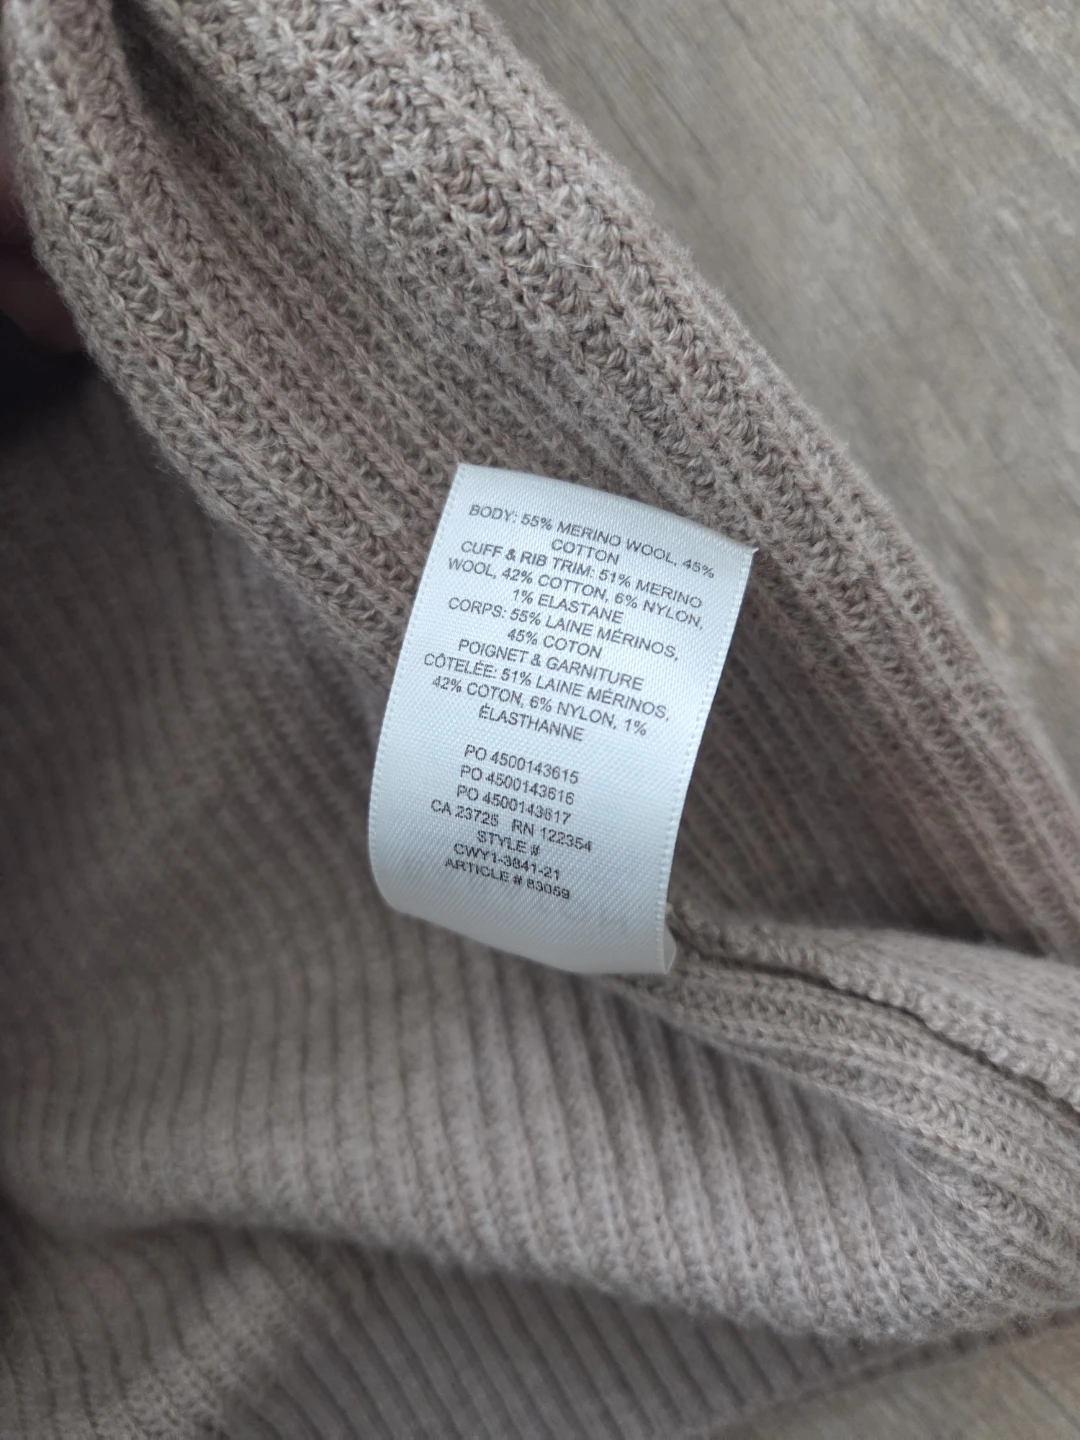 BODY: 55% MERINO WOOL, 45%
COTTON
CUFF & RIB TRIM: 51% MERINO
WOOL, 42% COTTON, 6% NYLON,
1% ELASTANE
CORPS: 55% LAINE MÉRINOS,
45% COTON
POIGNET & GARNITURE
CÔTELÉE: 51% LAINE MÉRINOS,
42% COTON, 6% NYLON, 1%
ÉLASTHANNE
PO 4500143615
PO 4500143616
PO 4500143617
CA 23725 RN 122354
STYLE #
CWY1-3841-21
ARTICLE # 83059